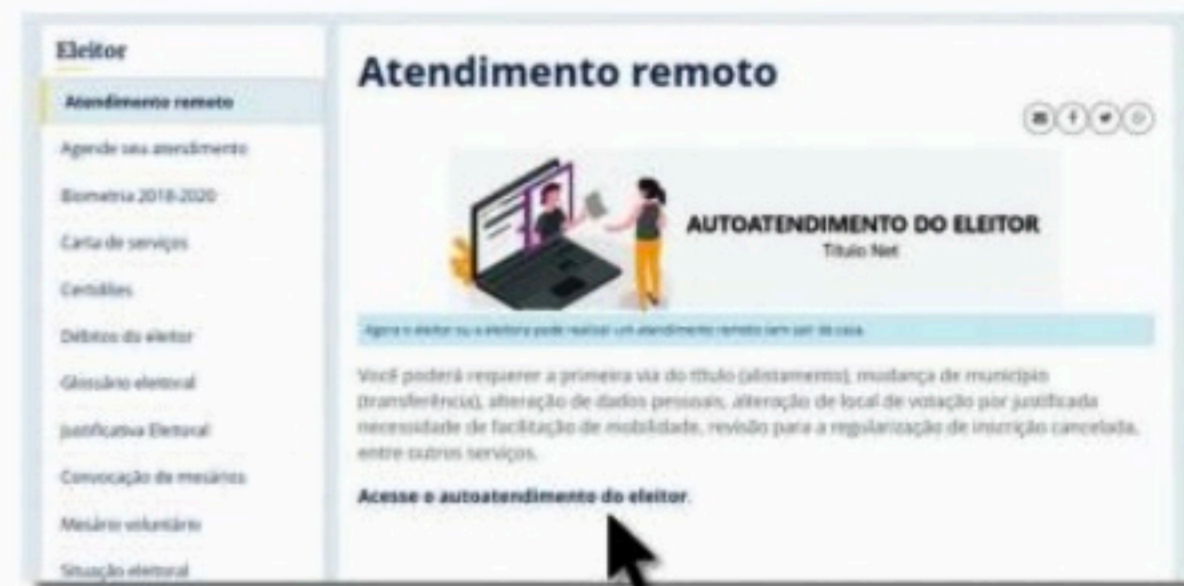 Eleitor
Atendimento remoto
Agende seu atendimento
Biometria 2018-2020
Carta de serviços
Certidões
Débitos do eleitor
Glossário eleitoral
Justificativa Eleitoral
Convocação de mesários
Mesário voluntário
Situação eleitoral
Atendimento remoto
AUTOATENDIMENTO DO ELEITOR
Título Net
Agora o eleitor ou a eleitora pode realizar um atendimento remoto sem sair de casa.
Você poderá requerer a primeira via do título (alistamento), mudança de município
(transferência), alteração de dados pessoais, alteração de local de votação por justificada
necessidade de facilitação de mobilidade, revisão para a regularização de inscrição cancelada,
entre outros serviços.
Acesse o autoatendimento do eleitor.